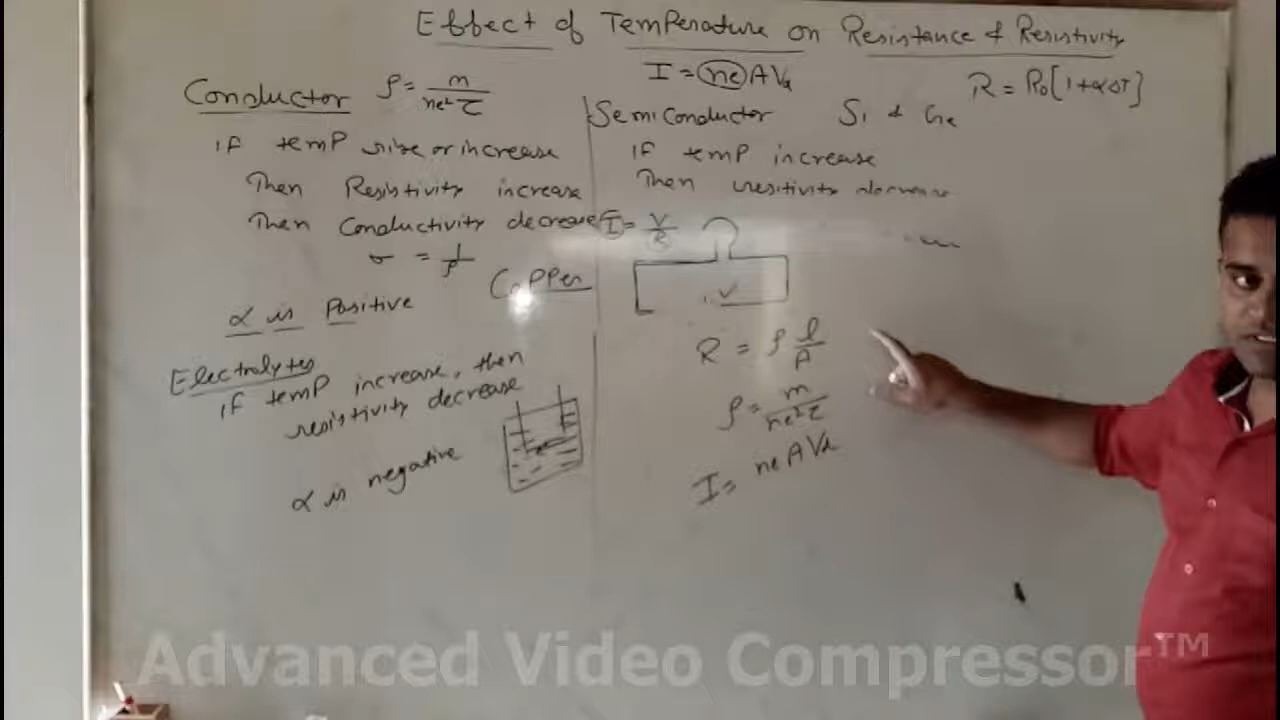 Effect of Temperature on Resistance & Resistivity
I = neAVd
R = R0[1+αΔT]
Conductor ρ = m/ne²τ
If temp rise or increase
Then Resistivity increase
Then Conductivity decrease
σ = 1/ρ
Copper
α is Positive
Electrolytes
If temp increase, then
resistivity decrease
α is negative
SemiConductor Si & Ge
If temp increase
Then resitivity decrease
I = V/R
R = ρ l/A
ρ = m/ne²τ
I = neAVd
Advanced Video Compressor™